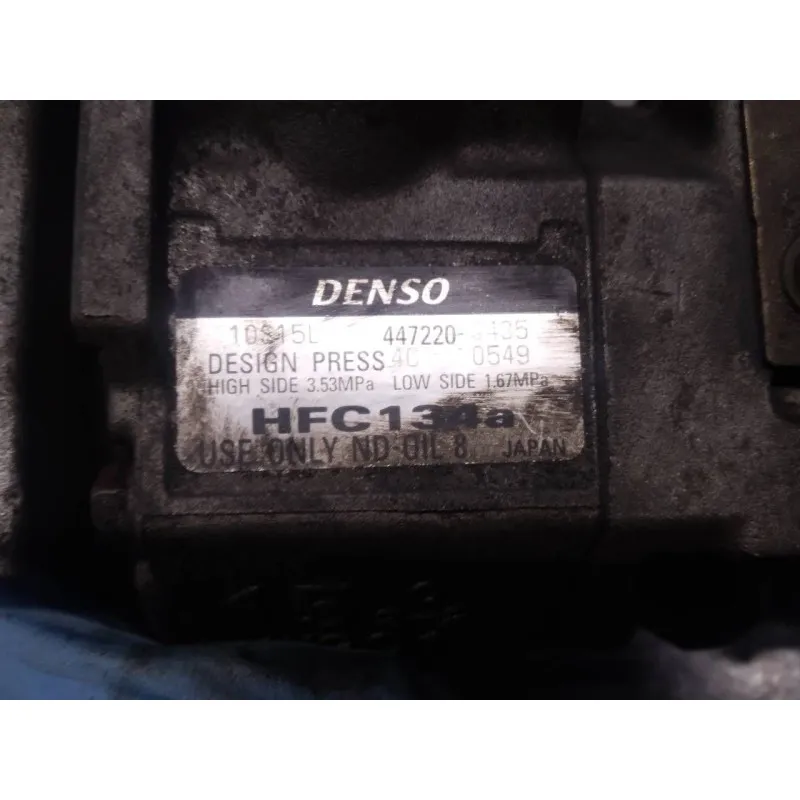 DENSO
10S15L 447220-
DESIGN PRESS 0549
HIGH SIDE 3.53MPa LOW SIDE 1.67MPa
HFC134a
USE ONLY ND-OIL 8 JAPAN